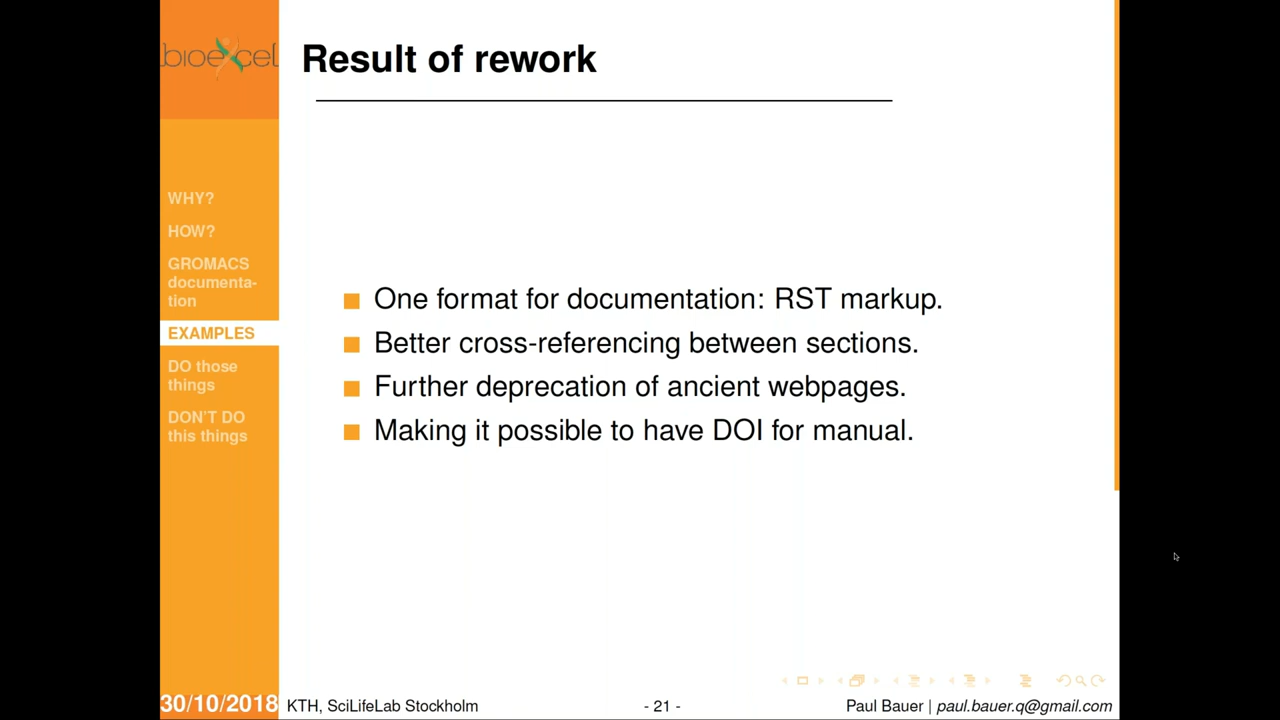 bioexcel
Result of rework
WHY?
HOW?
GROMACS
documenta-
tion
EXAMPLES
DO those
things
DON'T DO
this things
One format for documentation: RST markup.
Better cross-referencing between sections.
Further deprecation of ancient webpages.
Making it possible to have DOI for manual.
30/10/2018
KTH, SciLifeLab Stockholm
- 21 -
Paul Bauer | paul.bauer.q@gmail.com